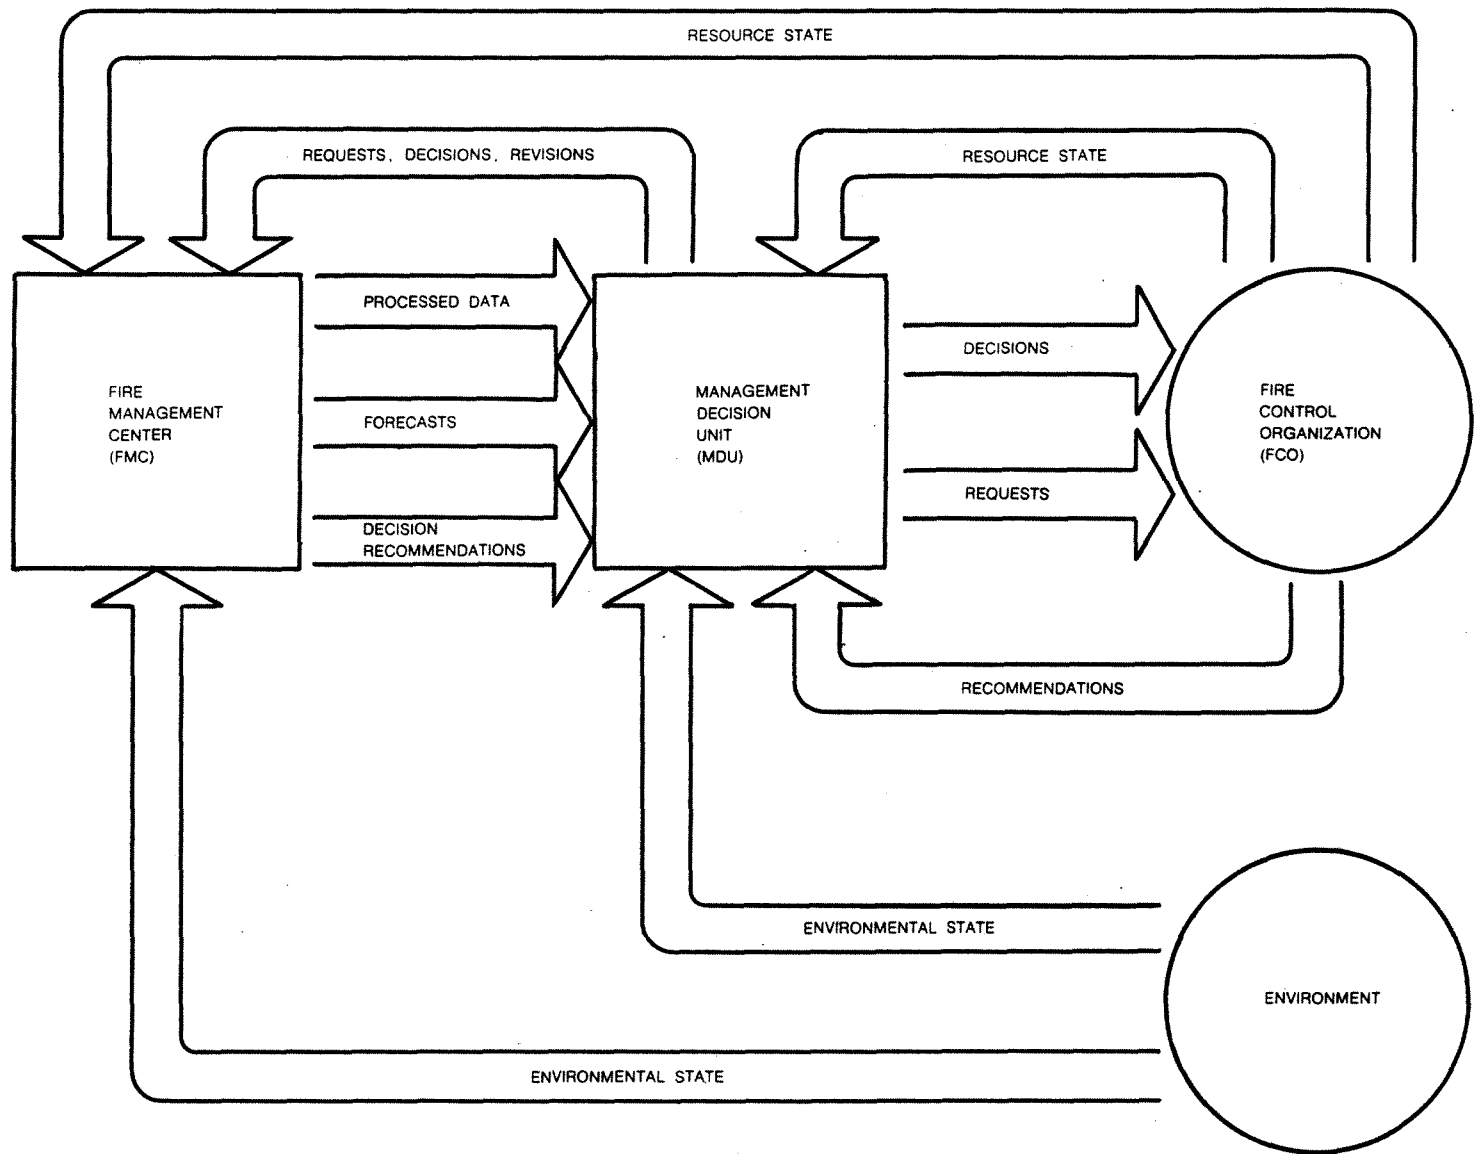 RESOURCE STATE
REQUESTS, DECISIONS, REVISIONS
RESOURCE STATE
PROCESSED DATA
FORECASTS
DECISION
RECOMMENDATIONS
DECISIONS
REQUESTS
FIRE
MANAGEMENT
CENTER
(FMC)
MANAGEMENT
DECISION
UNIT
(MDU)
FIRE
CONTROL
ORGANIZATION
(FCO)
RECOMMENDATIONS
ENVIRONMENTAL STATE
ENVIRONMENT
ENVIRONMENTAL STATE